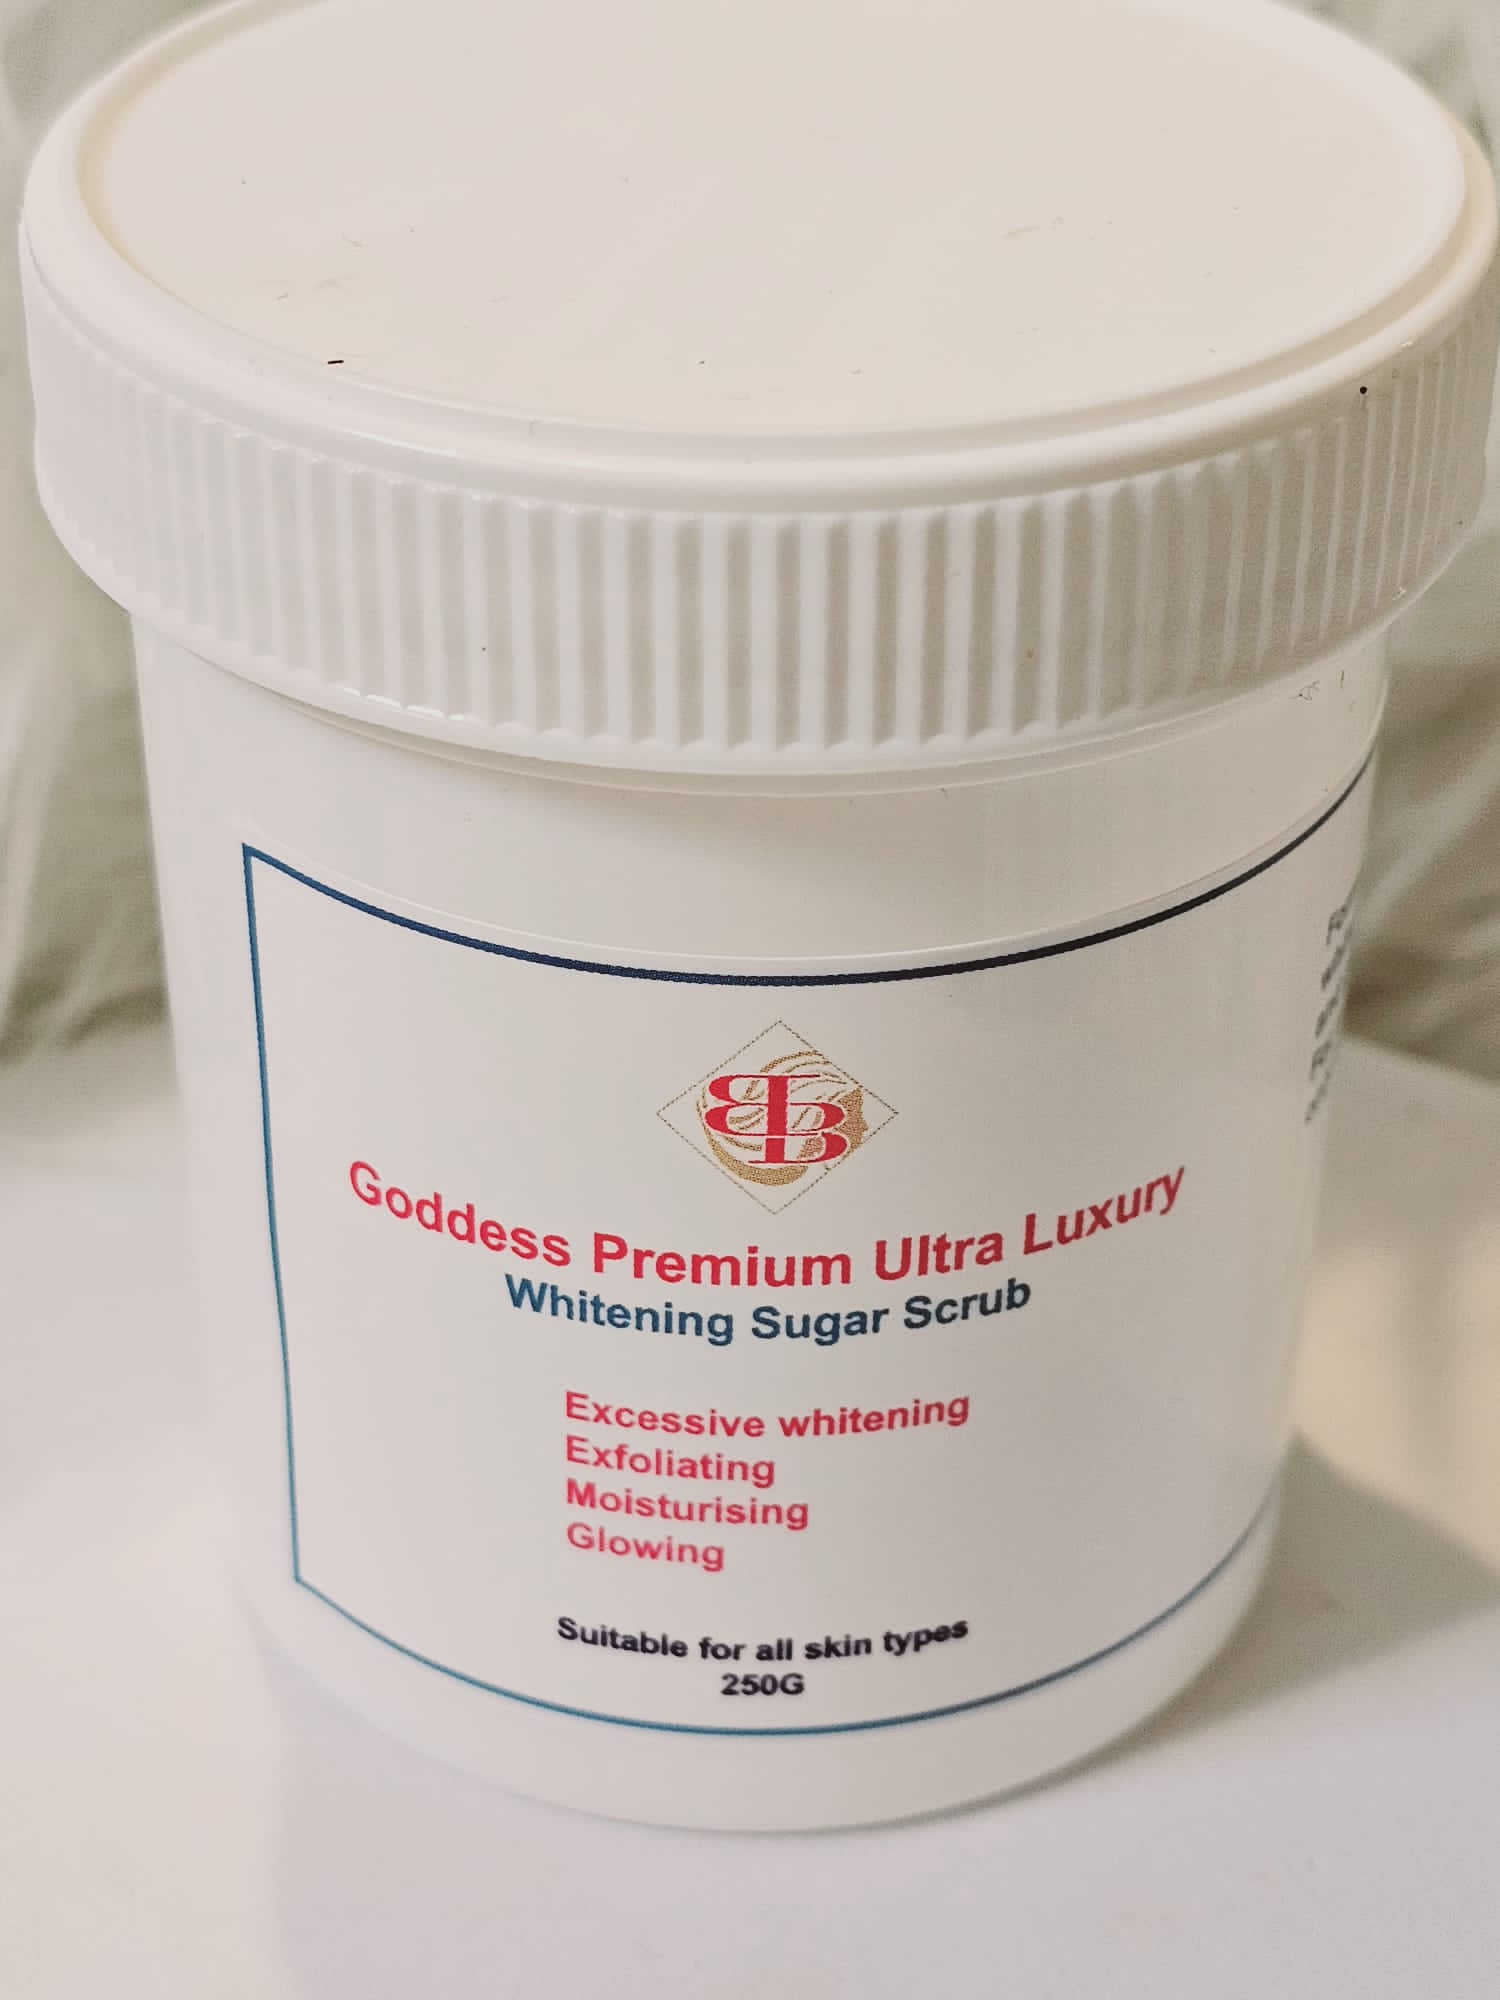 Goddess Premium Ultra Luxury
Whitening Sugar Scrub
Excessive whitening
Exfoliating
Moisturising
Glowing
Suitable for all skin types
250G